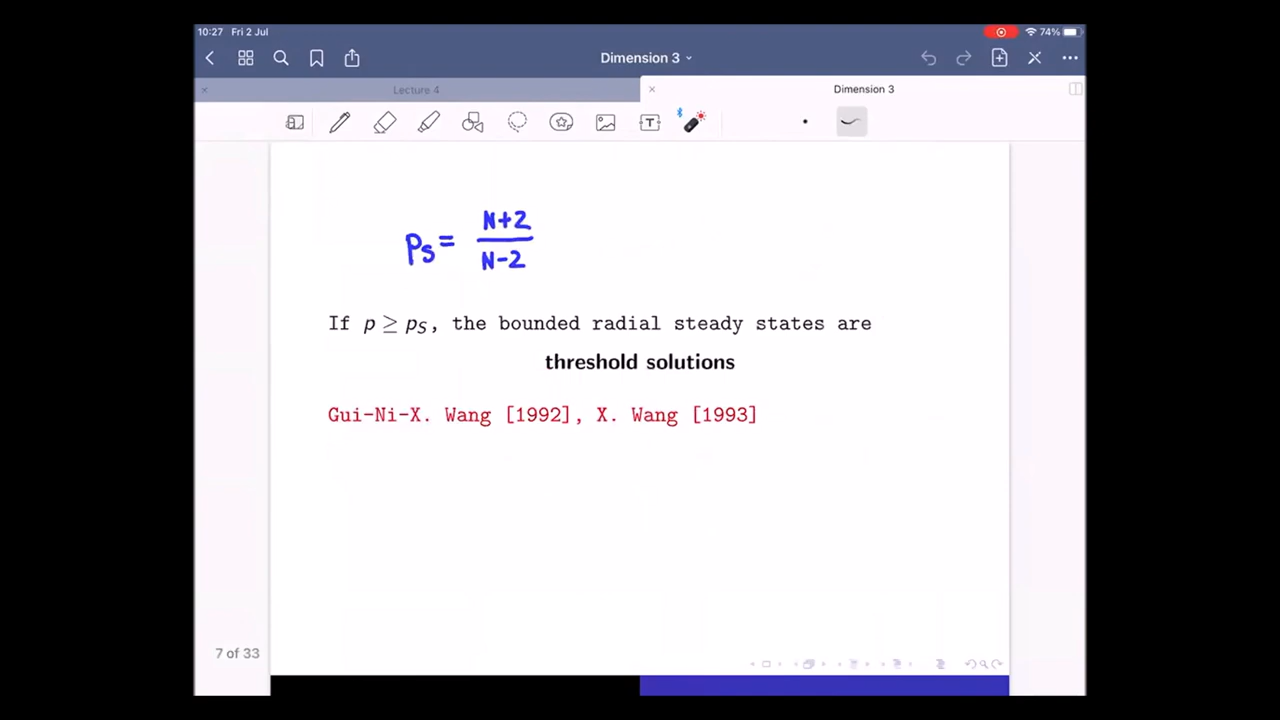 10:27 Fri 2 Jul
74%
Dimension 3
Lecture 4
Dimension 3
T
pS = N+2
N-2
If p ≥ pS, the bounded radial steady states are
threshold solutions
Gui-Ni-X. Wang [1992], X. Wang [1993]
7 of 33